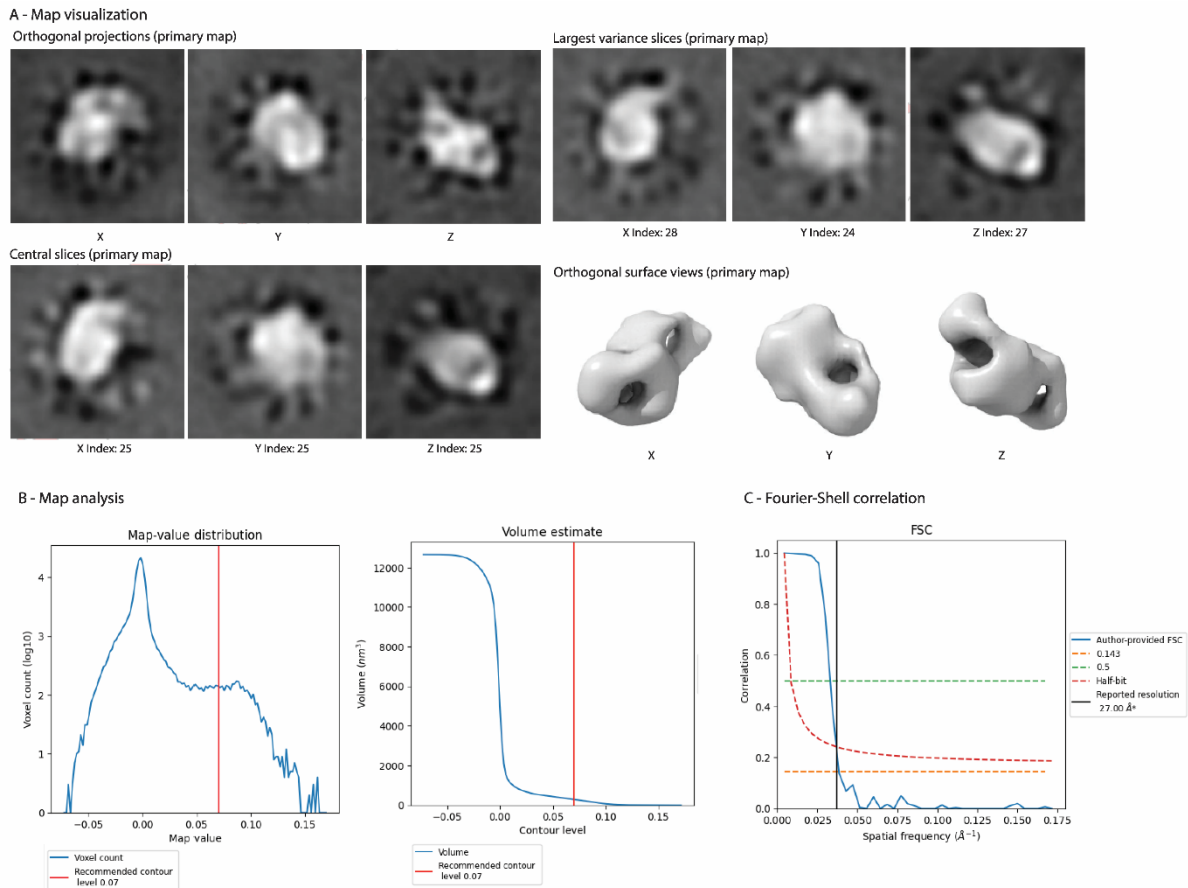 A - Map visualization
Orthogonal projections (primary map)
X
Y
Z
Largest variance slices (primary map)
X Index: 28
Y Index: 24
Z Index: 27
Central slices (primary map)
X Index: 25
Y Index: 25
Z Index: 25
Orthogonal surface views (primary map)
X
Y
Z
B - Map analysis
Map-value distribution
Voxel count (log10)
4
3
2
1
0
−0.05
0.00
0.05
0.10
0.15
Map value
Voxel count
Recommended contour
level 0.07
Volume estimate
Volume (nm³)
12000
10000
8000
6000
4000
2000
0
−0.05
0.00
0.05
0.10
0.15
Contour level
Volume
Recommended contour
level 0.07
C - Fourier-Shell correlation
FSC
Correlation
1.0
0.8
0.6
0.4
0.2
0.0
0.000
0.025
0.050
0.075
0.100
0.125
0.150
0.175
Spatial frequency (Å⁻¹)
Author-provided FSC
0.143
0.5
Half-bit
Reported resolution
27.00 Å*